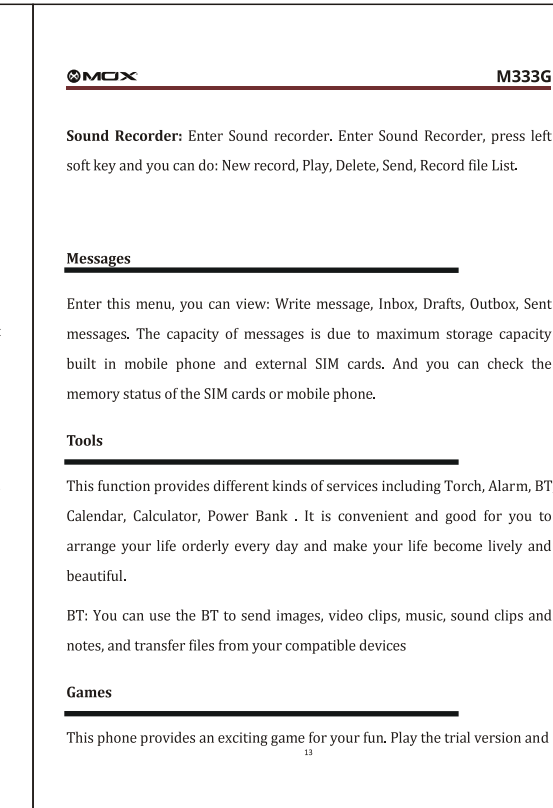 MOX M333G
Sound Recorder: Enter Sound recorder. Enter Sound Recorder, press left
soft key and you can do: New record, Play, Delete, Send, Record file List.
Messages
Enter this menu, you can view: Write message, Inbox, Drafts, Outbox, Sent
messages. The capacity of messages is due to maximum storage capacity
built in mobile phone and external SIM cards. And you can check the
memory status of the SIM cards or mobile phone.
Tools
This function provides different kinds of services including Torch, Alarm, BT
Calendar, Calculator, Power Bank . It is convenient and good for you to
arrange your life orderly every day and make your life become lively and
beautiful.
BT: You can use the BT to send images, video clips, music, sound clips and
notes, and transfer files from your compatible devices
Games
This phone provides an exciting game for your fun. Play the trial version and
13